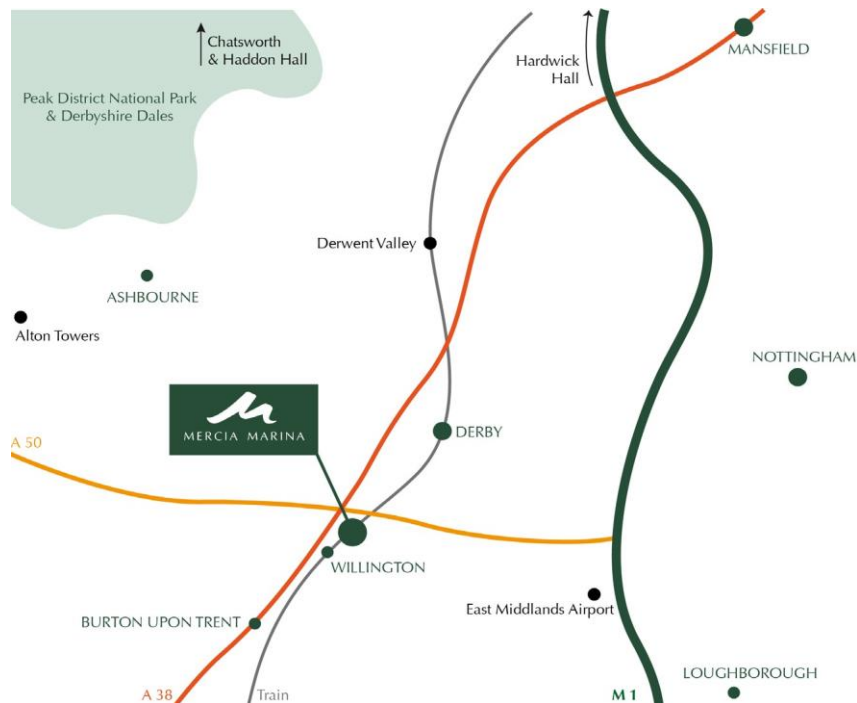 Chatsworth
& Haddon Hall
MANSFIELD
Hardwick
Hall
Peak District National Park
& Derbyshire Dales
Derwent Valley
ASHBOURNE
Alton Towers
NOTTINGHAM
MERCIA MARINA
DERBY
A 50
WILLINGTON
East Middlands Airport
BURTON UPON TRENT
LOUGHBOROUGH
A 38
Train
M 1